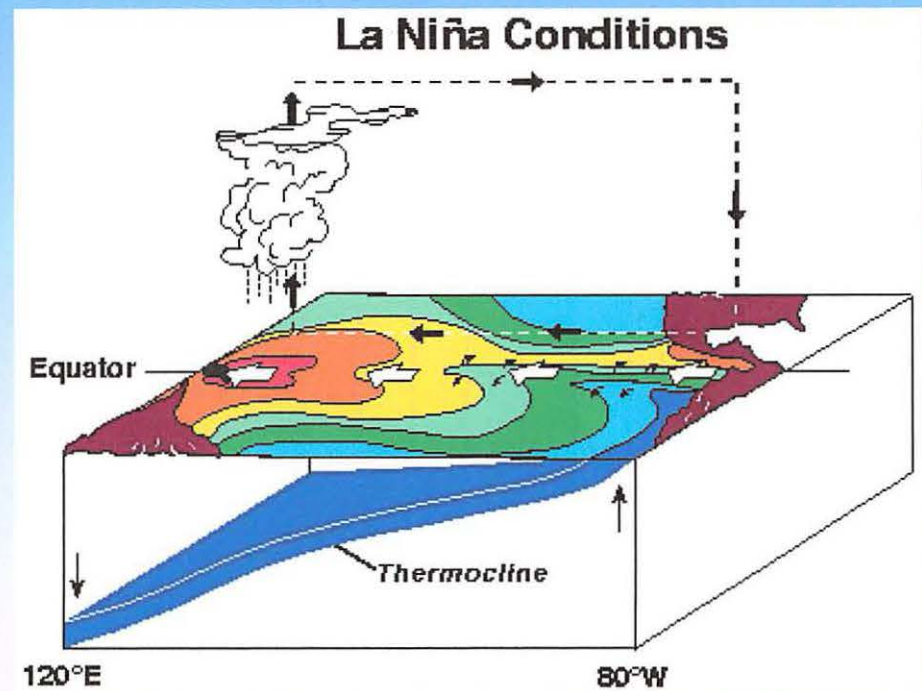 La Niña Conditions
Equator
Thermocline
120°E
80°W